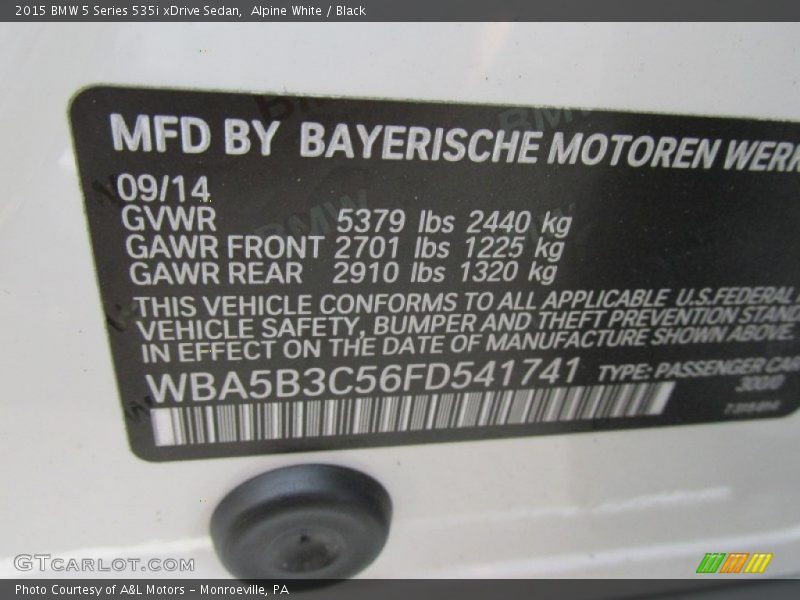 2015 BMW 5 Series 535i xDrive Sedan,  Alpine White / Black
MFD BY BAYERISCHE MOTOREN WERK
09/14
GVWR 5379 lbs 2440 kg
GAWR FRONT 2701 lbs 1225 kg
GAWR REAR 2910 lbs 1320 kg
THIS VEHICLE CONFORMS TO ALL APPLICABLE U.S.FEDERAL
VEHICLE SAFETY, BUMPER AND THEFT PREVENTION STAND
IN EFFECT ON THE DATE OF MANUFACTURE SHOWN ABOVE.
WBA5B3C56FD541741 TYPE: PASSENGER CAR
300/0
GTCARLOT.COM
Photo Courtesy of A&L Motors - Monroeville, PA